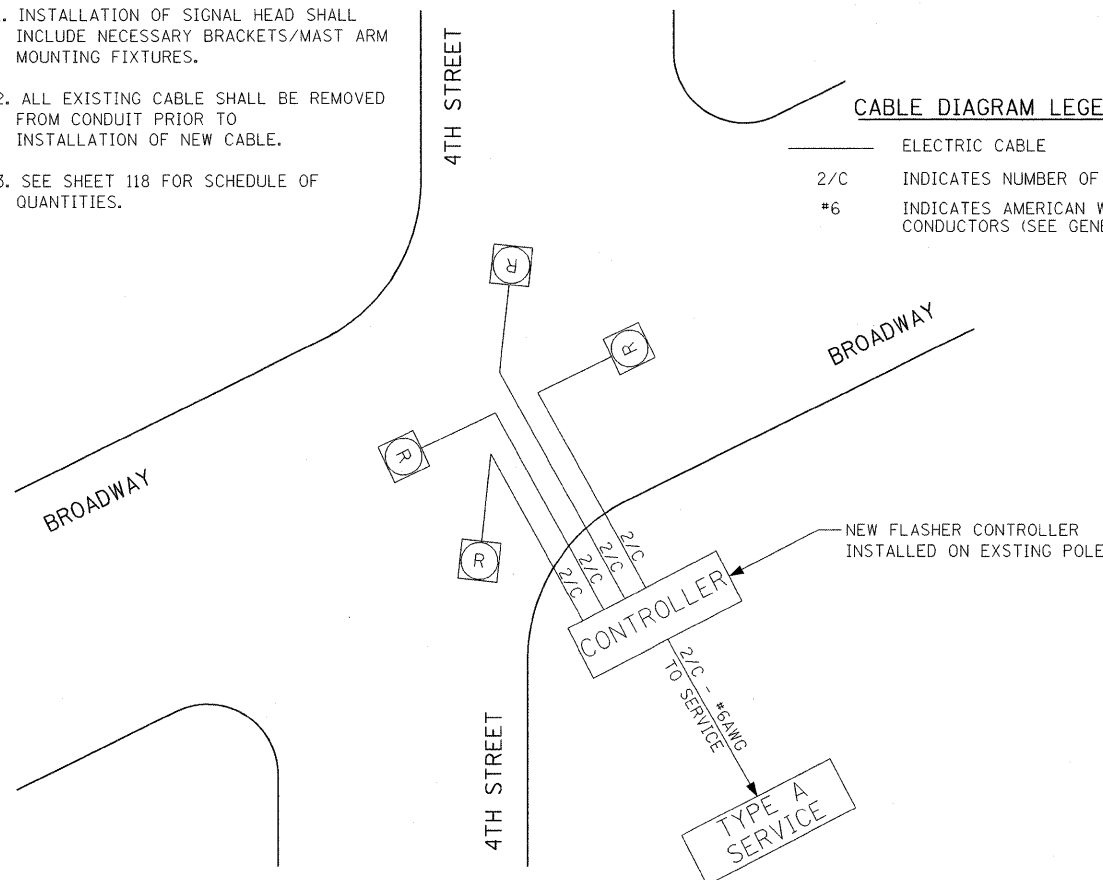 . INSTALLATION OF SIGNAL HEAD SHALL
INCLUDE NECESSARY BRACKETS/MAST ARM
MOUNTING FIXTURES.
2. ALL EXISTING CABLE SHALL BE REMOVED
FROM CONDUIT PRIOR TO
INSTALLATION OF NEW CABLE.
3. SEE SHEET 118 FOR SCHEDULE OF
QUANTITIES.
4TH STREET
CABLE DIAGRAM LEGE
ELECTRIC CABLE
2/C INDICATES NUMBER OF
#6 INDICATES AMERICAN W
CONDUCTORS (SEE GENE
R
R
BROADWAY
R
BROADWAY
R
2/C
2/C
2/C
2/C
NEW FLASHER CONTROLLER
INSTALLED ON EXSTING POLE
CONTROLLER
2/C - #6AWG
TO SERVICE
4TH STREET
TYPE A
SERVICE